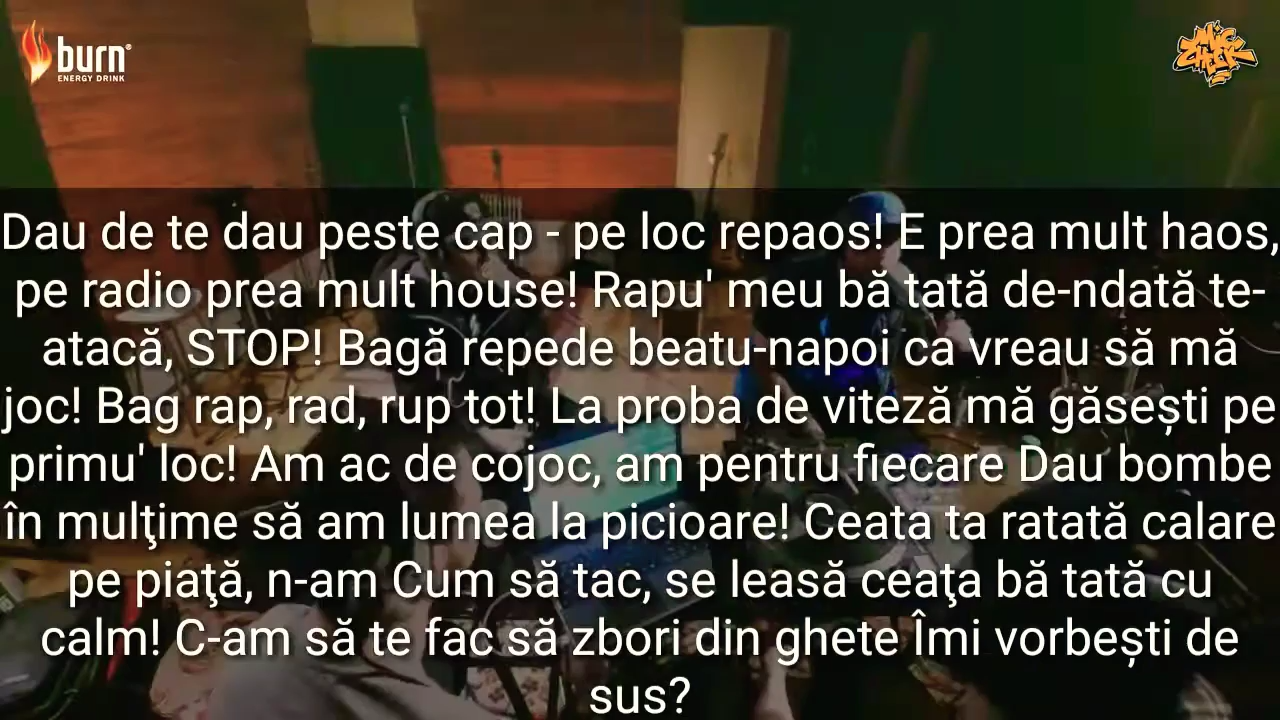 burn®
ENERGY DRINK
MIC CHECK
Dau de te dau peste cap - pe loc repaos! E prea mult haos,
pe radio prea mult house! Rapu' meu bă tată de-ndată te-
atacă, STOP! Bagă repede beatu-napoi ca vreau să mă
joc! Bag rap, rad, rup tot! La proba de viteză mă găsești pe
primu' loc! Am ac de cojoc, am pentru fiecare Dau bombe
în mulţime să am lumea la picioare! Ceata ta ratată calare
pe piaţă, n-am Cum să tac, se leasă ceaţa bă tată cu
calm! C-am să te fac să zbori din ghete Îmi vorbești de
sus?